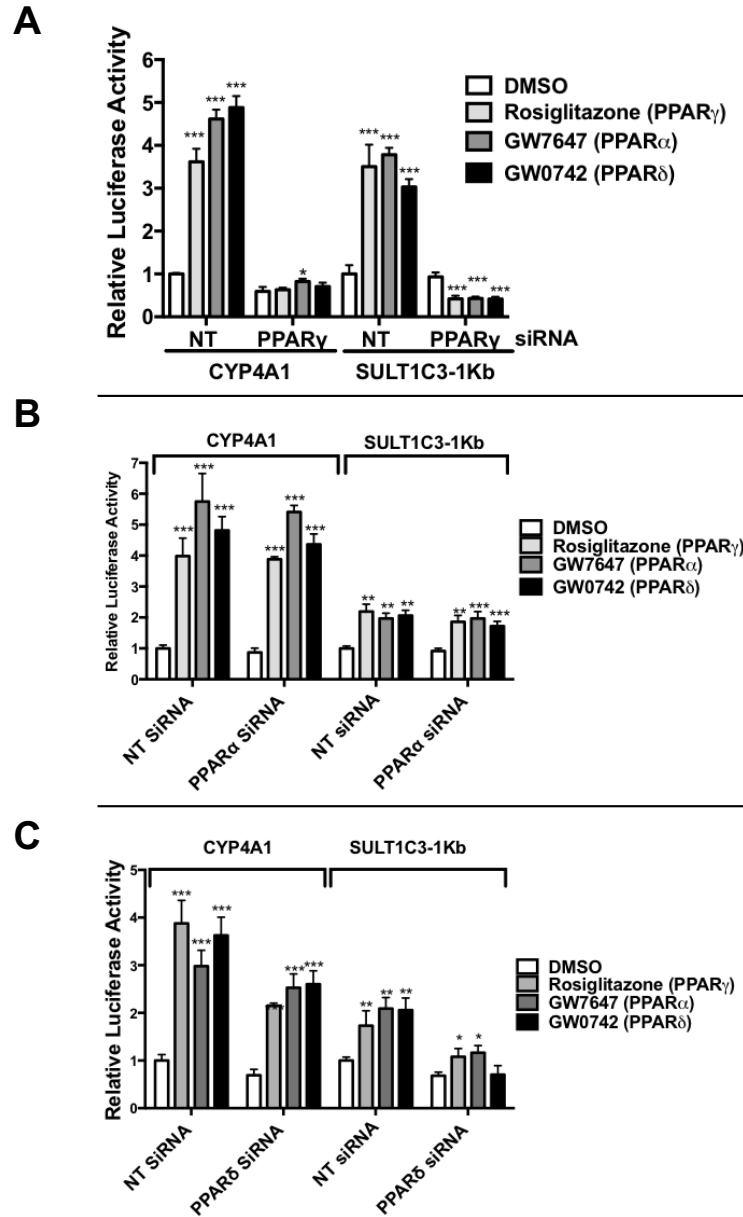 A
Relative Luciferase Activity
6
5
4
3
2
1
0
*** *** ***
*
*** *** ***
*** *** ***
DMSO
Rosiglitazone (PPARγ)
GW7647 (PPARα)
GW0742 (PPARδ)
NT PPARγ NT PPARγ siRNA
CYP4A1 SULT1C3-1Kb
B
CYP4A1 SULT1C3-1Kb
Relative Luciferase Activity
7
6
5
4
3
2
1
0
*** *** ***
*** *** ***
** ** **
** *** ***
DMSO
Rosiglitazone (PPARγ)
GW7647 (PPARα)
GW0742 (PPARδ)
NT SiRNA PPARα SiRNA NT siRNA PPARα siRNA
C
CYP4A1 SULT1C3-1Kb
Relative Luciferase Activity
5
4
3
2
1
0
*** *** ***
*** *** ***
** ** **
* *
DMSO
Rosiglitazone (PPARγ)
GW7647 (PPARα)
GW0742 (PPARδ)
NT SiRNA PPARδ SiRNA NT siRNA PPARδ siRNA